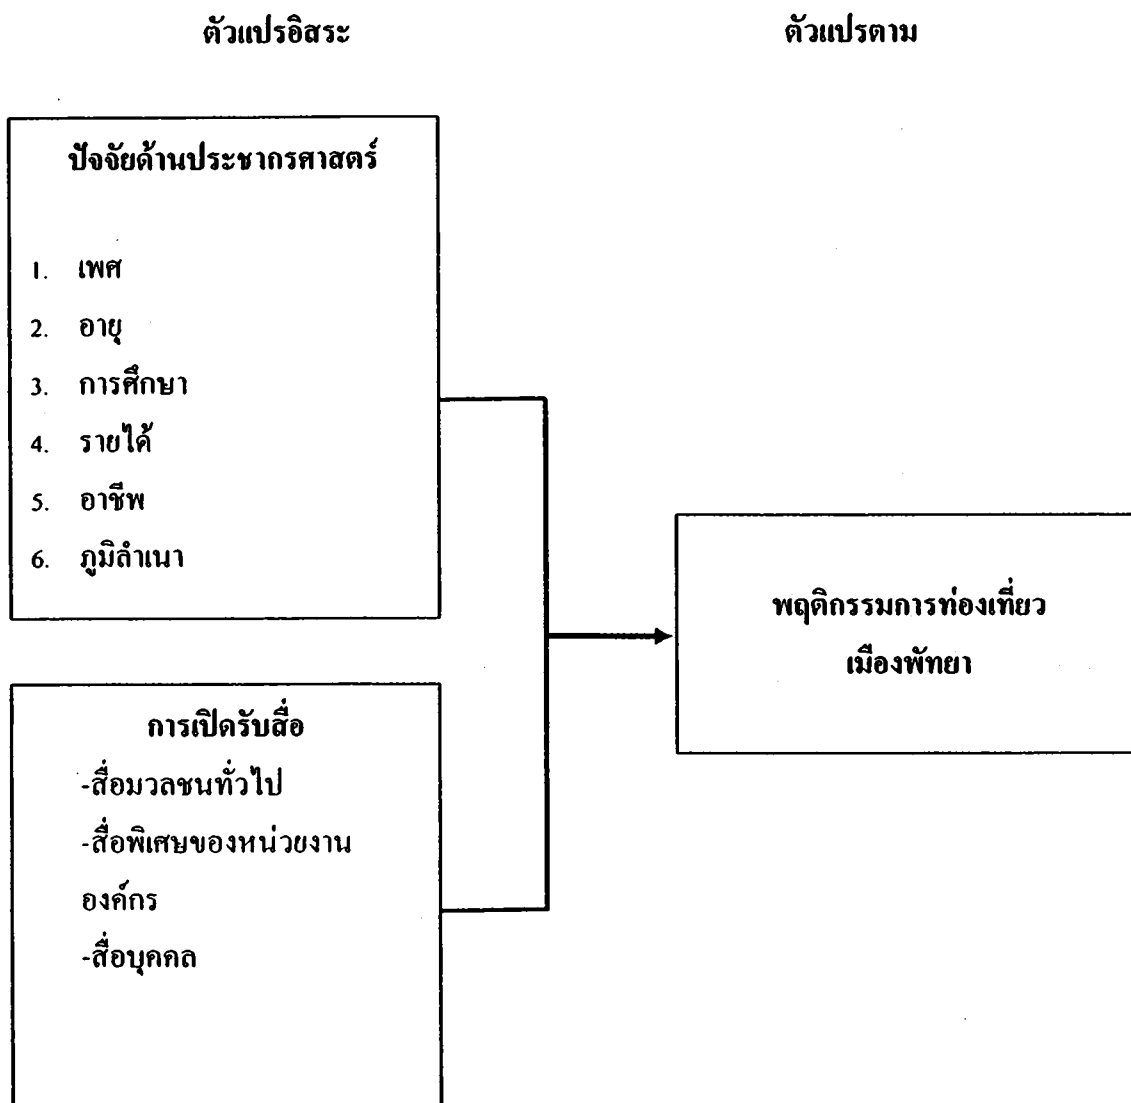 ตัวแปรอิสระ
ตัวแปรตาม
ปัจจัยด้านประชากรศาสตร์
1. เพศ
2. อายุ
3. การศึกษา
4. รายได้
5. อาชีพ
6. ภูมิลำเนา
การเปิดรับสื่อ
-สื่อมวลชนทั่วไป
-สื่อพิเศษของหน่วยงาน
องค์กร
-สื่อบุคคล
พฤติกรรมการท่องเที่ยว
เมืองพัทยา